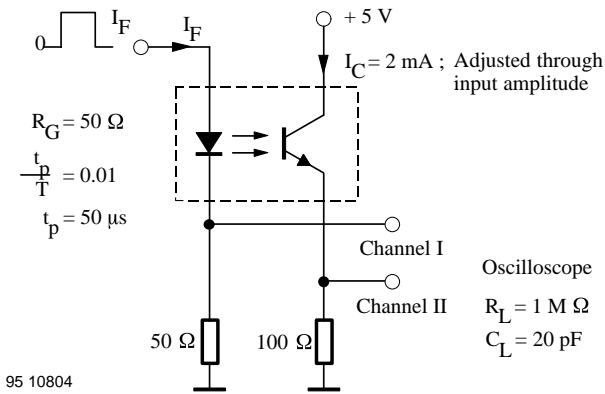 0
I_F
I_F
+ 5 V
I_C = 2 mA ; Adjusted through
input amplitude
R_G = 50 Ω
t_p
T
= 0.01
t_p = 50 µs
Channel I
Channel II
50 Ω
100 Ω
Oscilloscope
R_L = 1 M Ω
C_L = 20 pF
95 10804